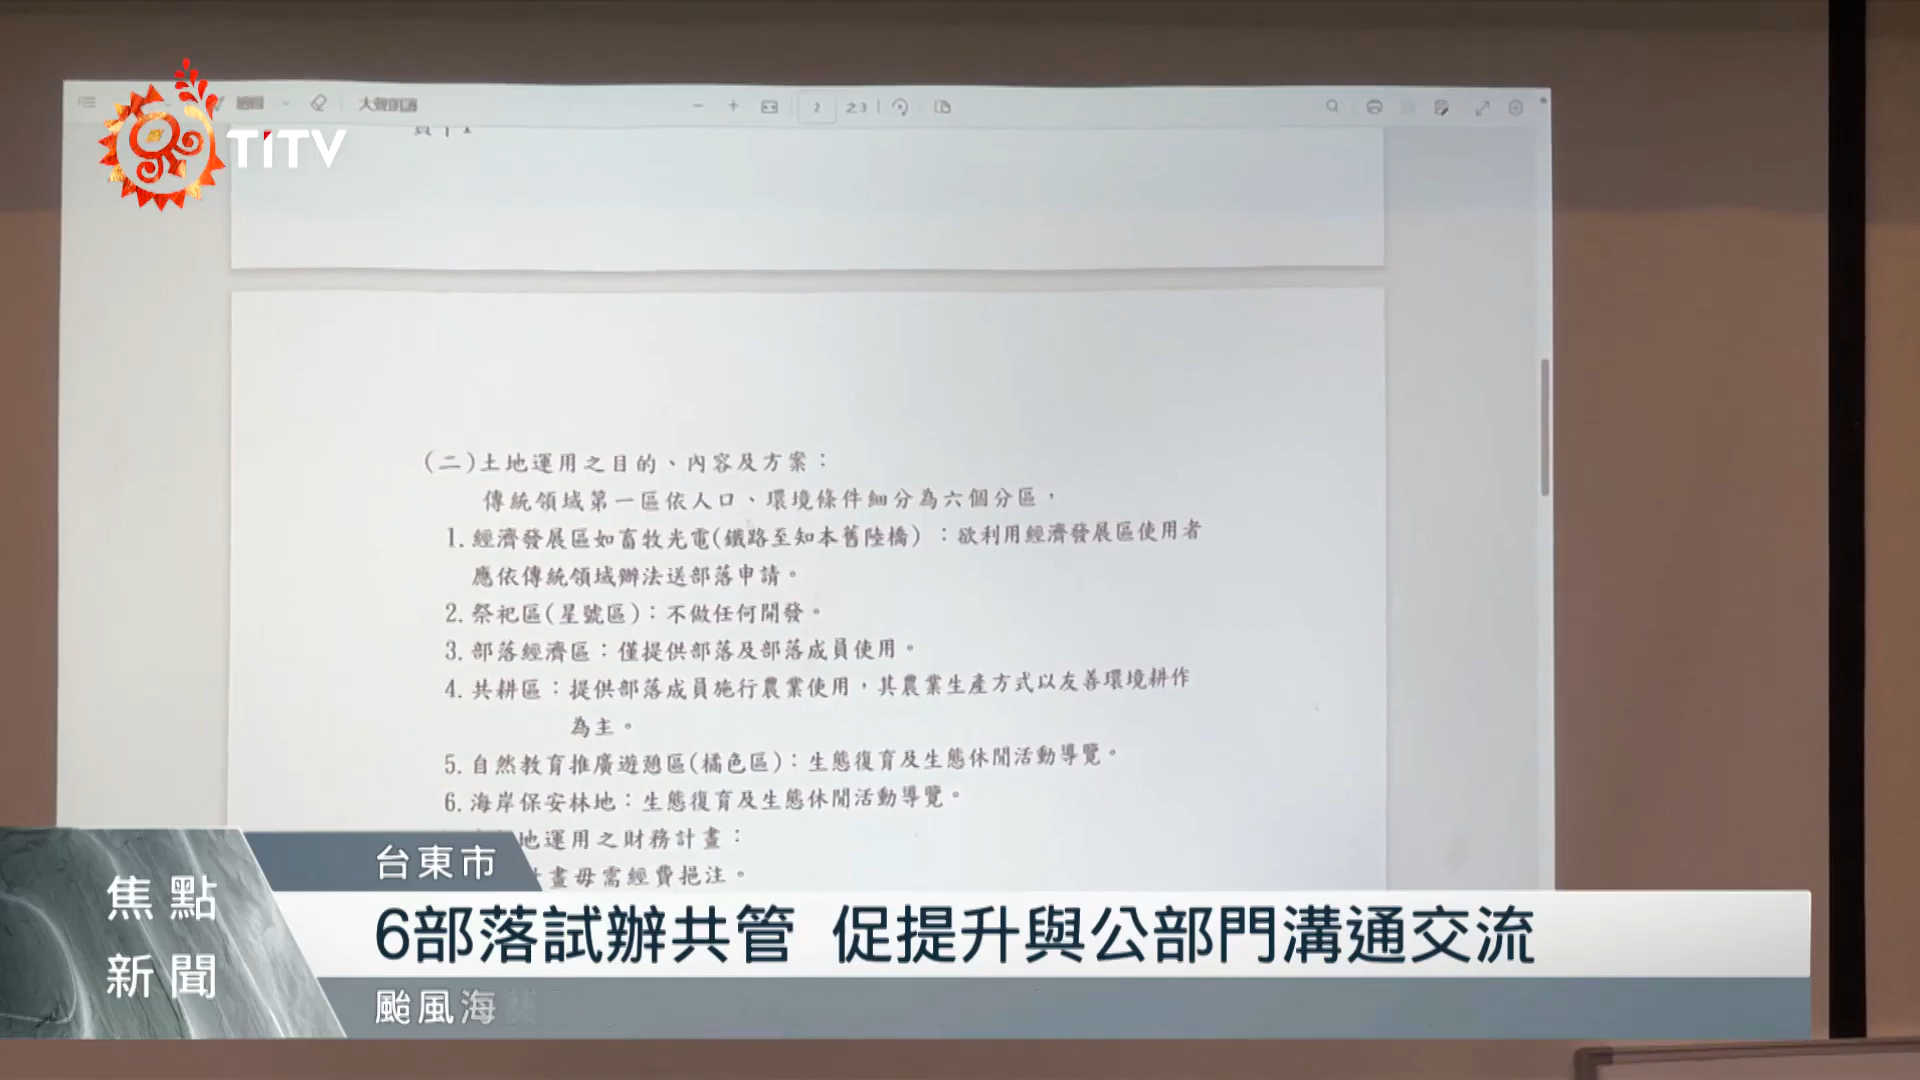 繪圖
大聲朗讀
2 之3
TITV
(二)土地運用之目的、內容及方案：
傳統領域第一區依人口、環境條件細分為六個分區，
1. 經濟發展區如畜牧光電(鐵路至知本舊陸橋)：欲利用經濟發展區使用者
應依傳統領域辦法送部落申請。
2. 祭祀區(星號區)：不做任何開發。
3. 部落經濟區：僅提供部落及部落成員使用。
4. 共耕區：提供部落成員施行農業使用，其農業生產方式以友善環境耕作
為主。
5. 自然教育推廣遊憩區(橘色區)：生態復育及生態休閒活動導覽。
6. 海岸保安林地：生態復育及生態休閒活動導覽。
地運用之財務計畫：
計畫毋需經費挹注。
台東市
焦點
新聞
6部落試辦共管 促提升與公部門溝通交流
颱風海葵